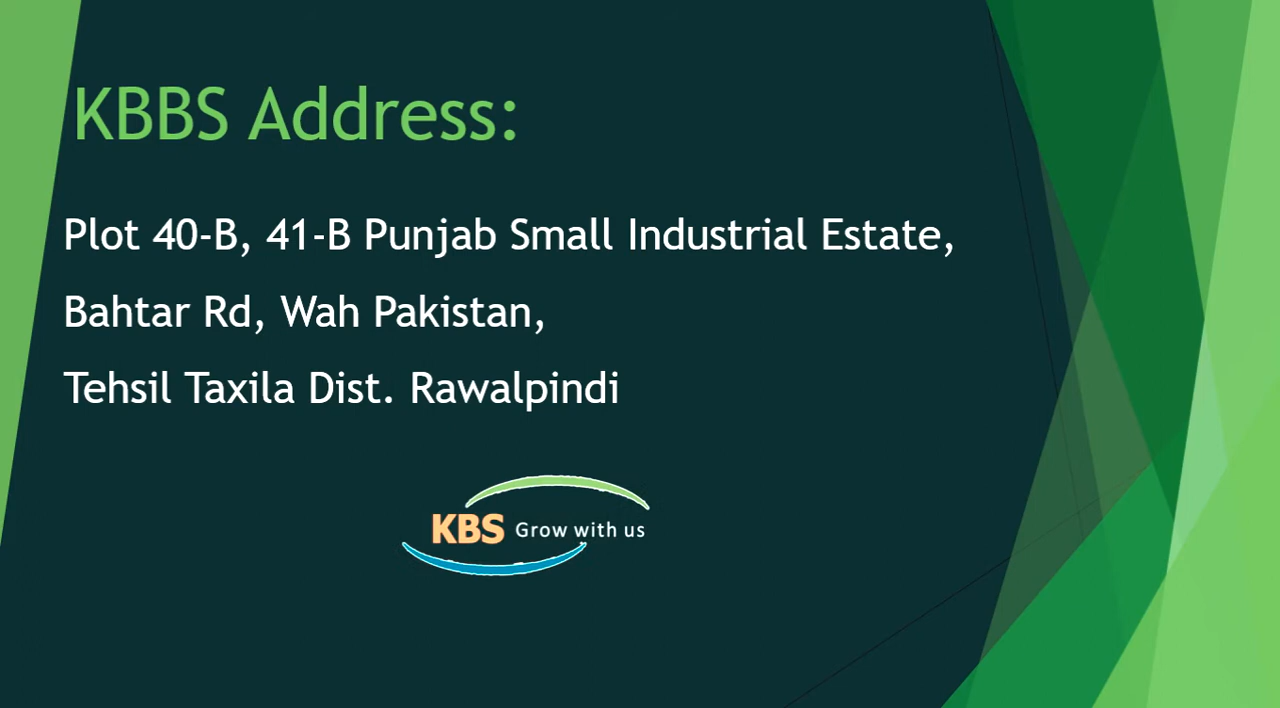 KBBS Address:
Plot 40-B, 41-B Punjab Small Industrial Estate,
Bahtar Rd, Wah Pakistan,
Tehsil Taxila Dist. Rawalpindi
KBS Grow with us